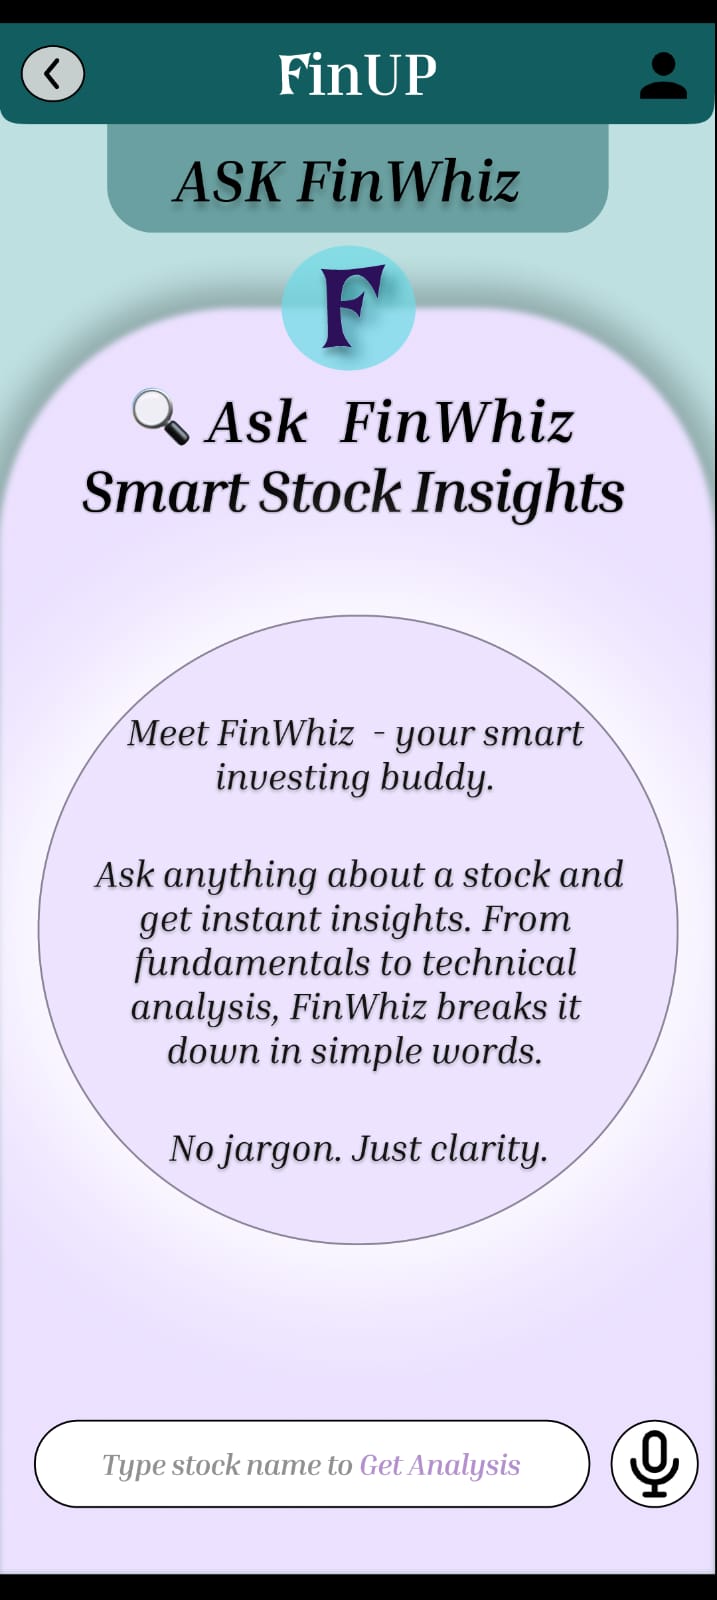 FinUP
ASK FinWhiz
F
🔍 Ask FinWhiz
Smart Stock Insights
Meet FinWhiz - your smart
investing buddy.
Ask anything about a stock and
get instant insights. From
fundamentals to technical
analysis, FinWhiz breaks it
down in simple words.
No jargon. Just clarity.
Type stock name to Get Analysis